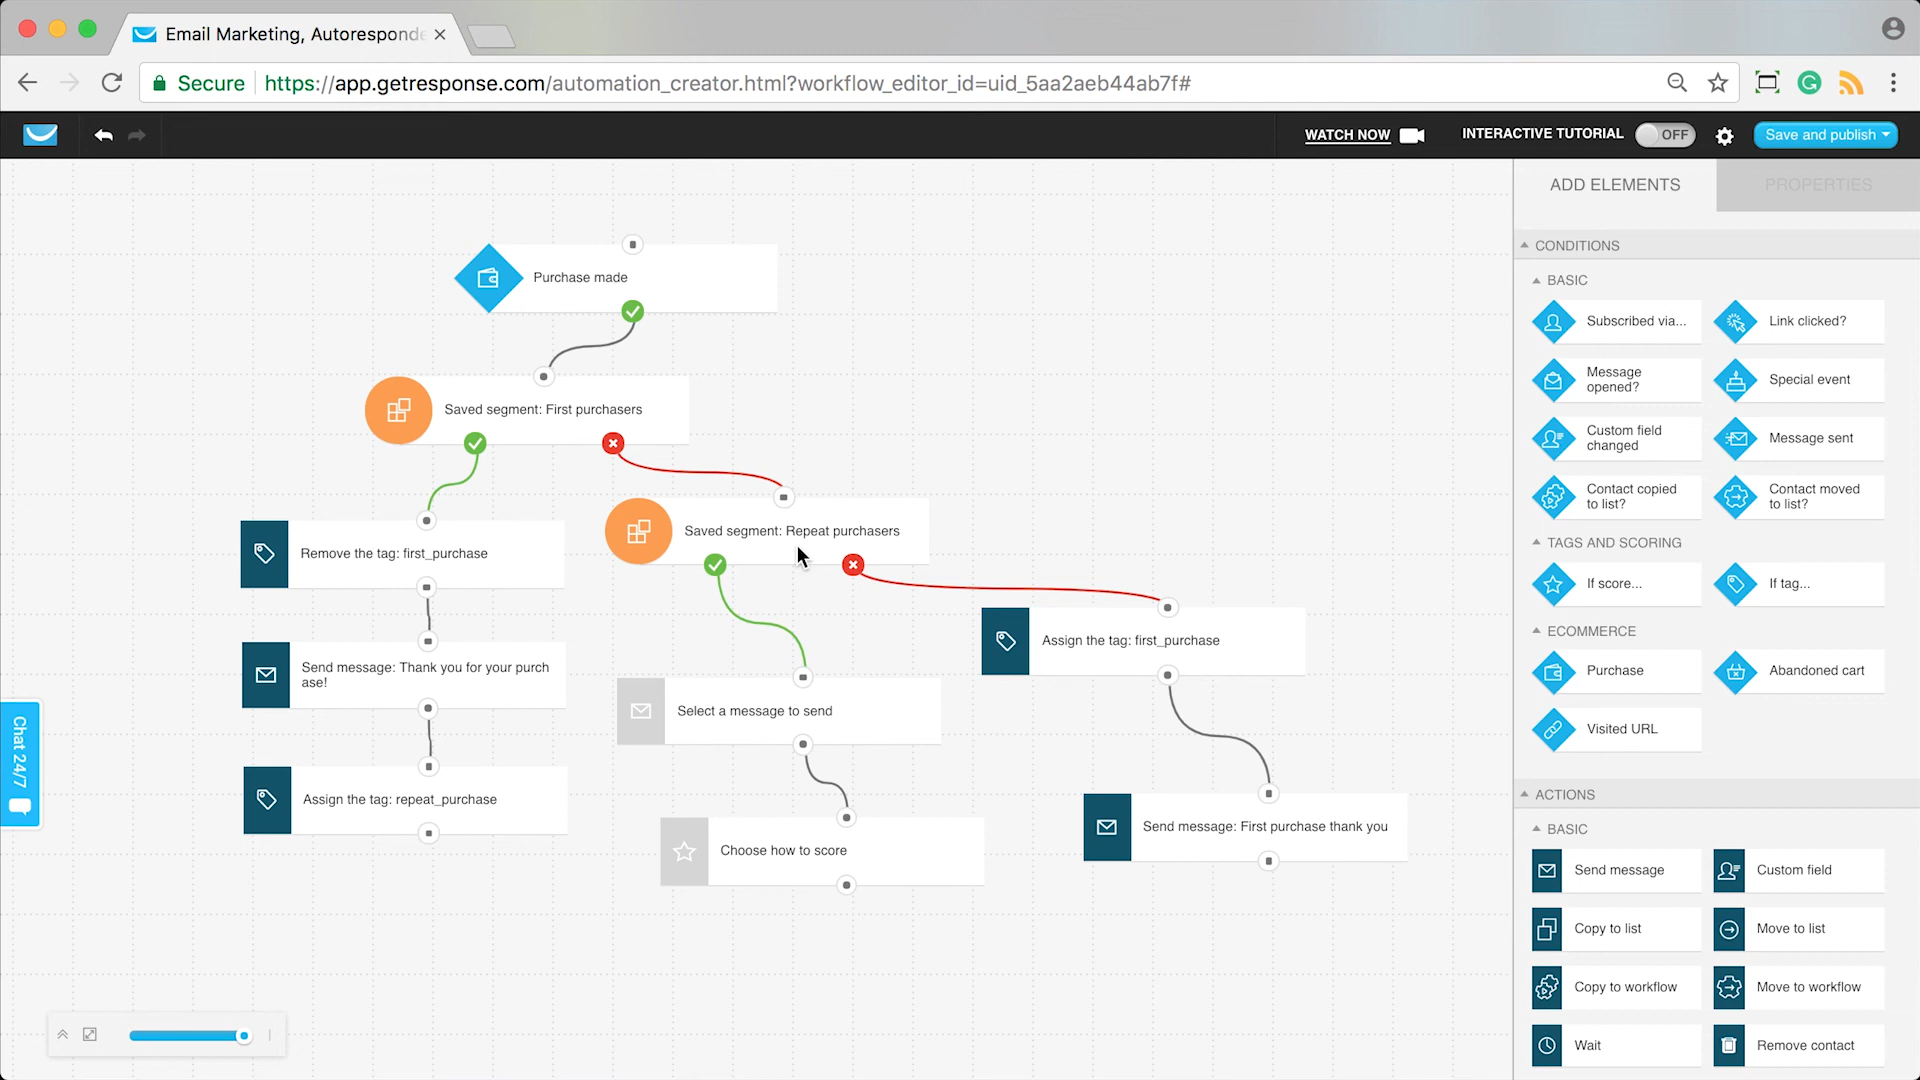 Email Marketing, Autoresponde
Secure
https://app.getresponse.com/automation_creator.html?workflow_editor_id=uid_5aa2aeb44ab7f#
WATCH NOW
INTERACTIVE TUTORIAL
OFF
Save and publish
ADD ELEMENTS
PROPERTIES
Purchase made
Saved segment: First purchasers
Remove the tag: first_purchase
Saved segment: Repeat purchasers
Assign the tag: first_purchase
Send message: Thank you for your purch
ase!
Select a message to send
Assign the tag: repeat_purchase
Choose how to score
Send message: First purchase thank you
Chat 24/7
CONDITIONS
BASIC
Subscribed via...
Link clicked?
Message
opened?
Special event
Custom field
changed
Message sent
Contact copied
to list?
Contact moved
to list?
TAGS AND SCORING
If score...
If tag...
ECOMMERCE
Purchase
Abandoned cart
Visited URL
ACTIONS
BASIC
Send message
Custom field
Copy to list
Move to list
Copy to workflow
Move to workflow
Wait
Remove contact